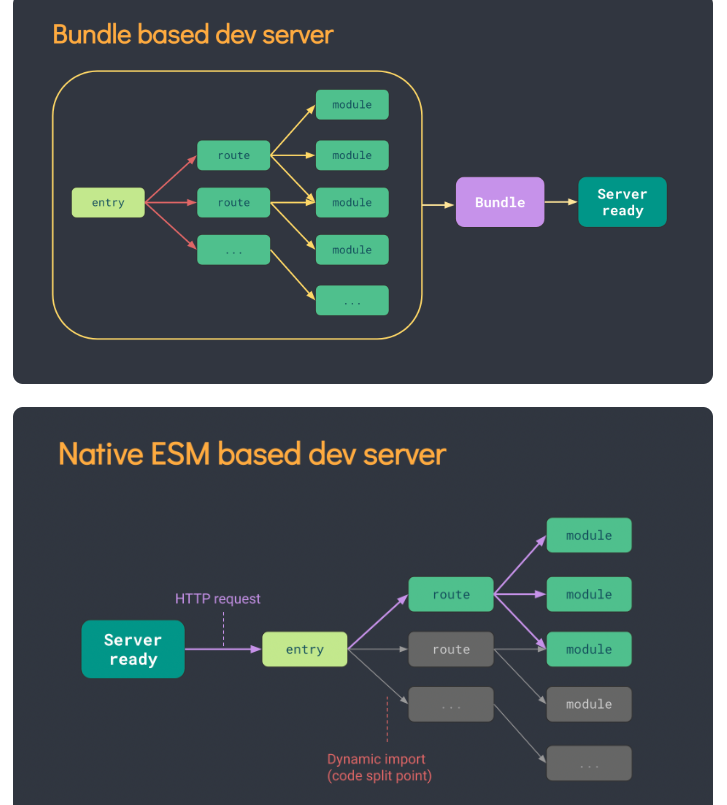 Bundle based dev server
module
route
module
entry
route
module
Bundle
Server
ready
...
module
...
Native ESM based dev server
module
HTTP request
route
module
Server
ready
entry
route
module
...
module
Dynamic import
(code split point)
...